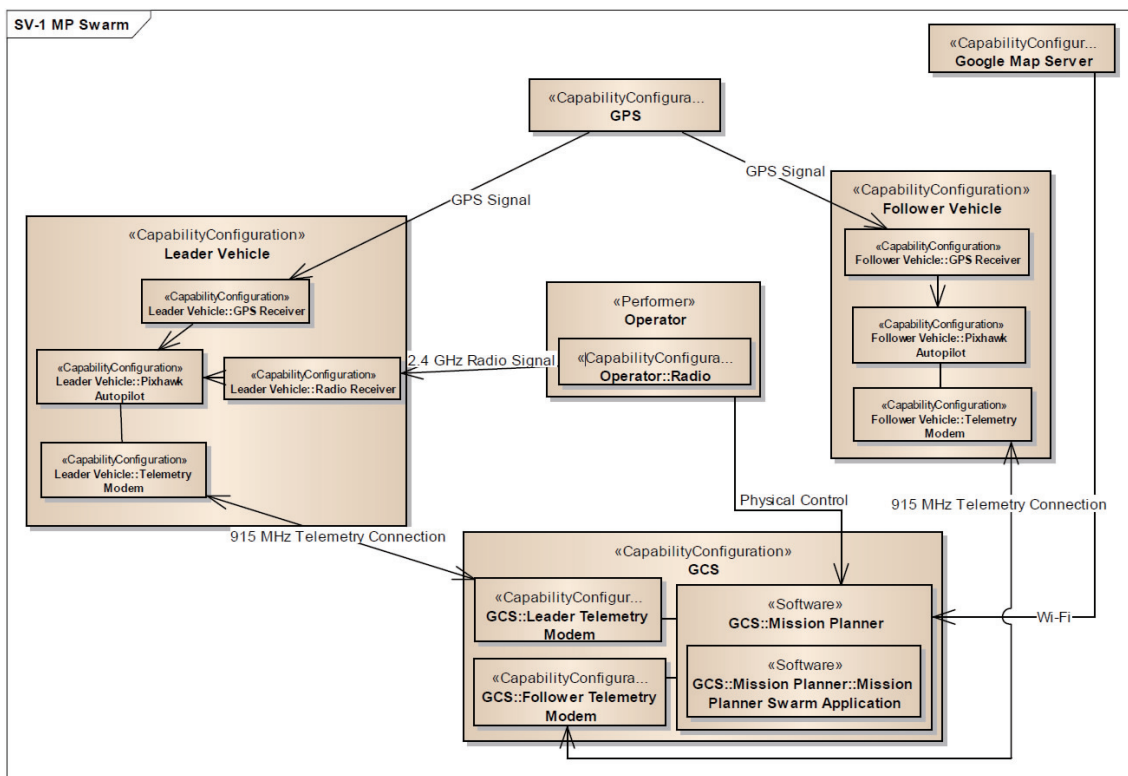 SV-1 MP Swarm
«CapabilityConfigur...
Google Map Server
«CapabilityConfigura...
GPS
GPS Signal
GPS Signal
«CapabilityConfiguration»
Leader Vehicle
«CapabilityConfiguration»
Leader Vehicle::GPS Receiver
«CapabilityConfiguration»
Leader Vehicle::Pixhawk
Autopilot
«CapabilityConfiguration»
Leader Vehicle::Radio Receiver
«CapabilityConfiguration»
Leader Vehicle::Telemetry
Modem
2.4 GHz Radio Signal
«Performer»
Operator
«CapabilityConfigura...
Operator::Radio
«CapabilityConfiguration»
Follower Vehicle
«CapabilityConfiguration»
Follower Vehicle::GPS Receiver
«CapabilityConfiguration»
Follower Vehicle::Pixhawk
Autopilot
«CapabilityConfiguration»
Follower Vehicle::Telemetry
Modem
Physical Control
915 MHz Telemetry Connection
915 MHz Telemetry Connection
«CapabilityConfiguration»
GCS
«CapabilityConfigur...
GCS::Leader Telemetry
Modem
«CapabilityConfigura...
GCS::Follower Telemetry
Modem
«Software»
GCS::Mission Planner
«Software»
GCS::Mission Planner::Mission
Planner Swarm Application
Wi-Fi